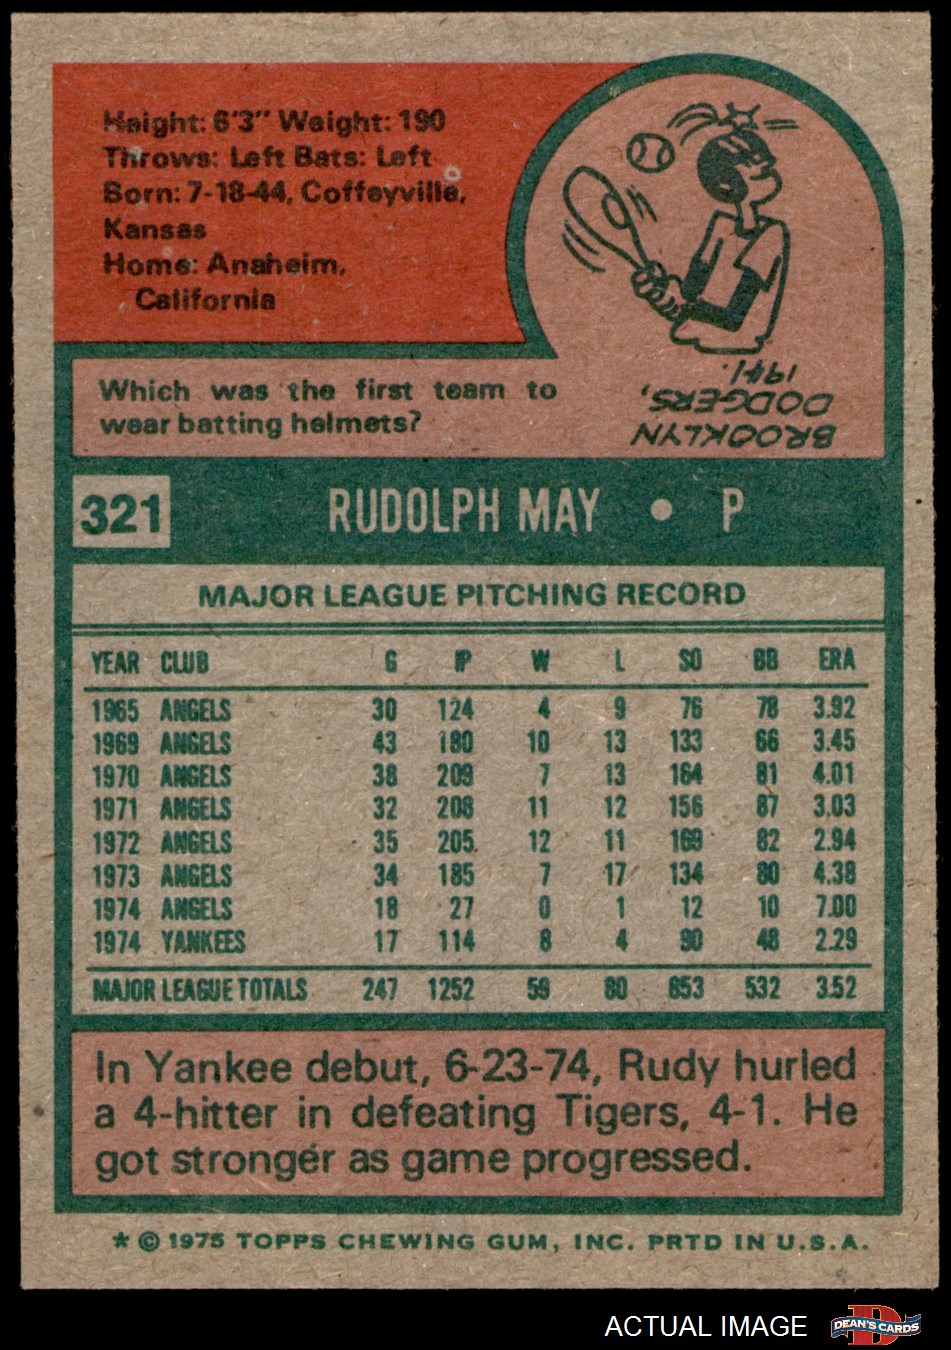 Height: 6'3" Weight: 190
Throws: Left Bats: Left
Born: 7-18-44, Coffeyville,
Kansas
Home: Anaheim,
California
Which was the first team to
wear batting helmets?
BROOKLYN
DODGERS,
1941.
321 RUDOLPH MAY • P
MAJOR LEAGUE PITCHING RECORD
YEAR CLUB G IP W L SO BB ERA
1965 ANGELS 30 124 4 9 76 78 3.92
1969 ANGELS 43 180 10 13 133 66 3.45
1970 ANGELS 38 209 7 13 164 81 4.01
1971 ANGELS 32 208 11 12 156 87 3.03
1972 ANGELS 35 205 12 11 169 82 2.94
1973 ANGELS 34 185 7 17 134 80 4.38
1974 ANGELS 18 27 0 1 12 10 7.00
1974 YANKEES 17 114 8 4 90 48 2.29
MAJOR LEAGUE TOTALS 247 1252 59 80 853 532 3.52
In Yankee debut, 6-23-74, Rudy hurled
a 4-hitter in defeating Tigers, 4-1. He
got stronger as game progressed.
* © 1975 TOPPS CHEWING GUM, INC. PRTD IN U.S.A.
ACTUAL IMAGE
D
DEAN'S CARDS